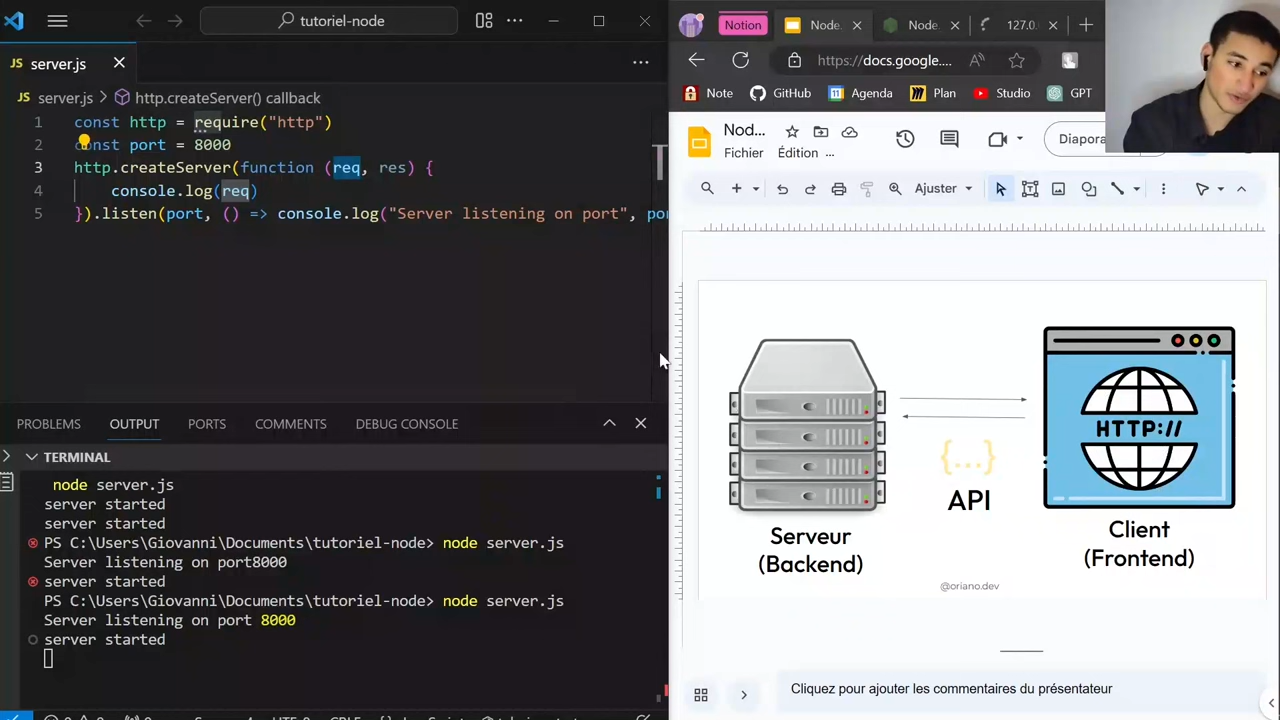 tutoriel-node
server.js
server.js > http.createServer() callback
1 const http = require("http")
2 const port = 8000
3 http.createServer(function (req, res) {
4 console.log(req)
5 }).listen(port, () => console.log("Server listening on port", po
PROBLEMS OUTPUT PORTS COMMENTS DEBUG CONSOLE
TERMINAL
node server.js
server started
server started
PS C:\Users\Giovanni\Documents\tutoriel-node> node server.js
Server listening on port8000
server started
PS C:\Users\Giovanni\Documents\tutoriel-node> node server.js
Server listening on port 8000
server started
Notion Node. Node. 127.0.
https://docs.google....
Note GitHub Agenda Plan Studio GPT
Nod...
Fichier Édition ...
Diapora
Ajuster
HTTP://
{...}
API
Serveur
(Backend)
Client
(Frontend)
@oriano.dev
Cliquez pour ajouter les commentaires du présentateur